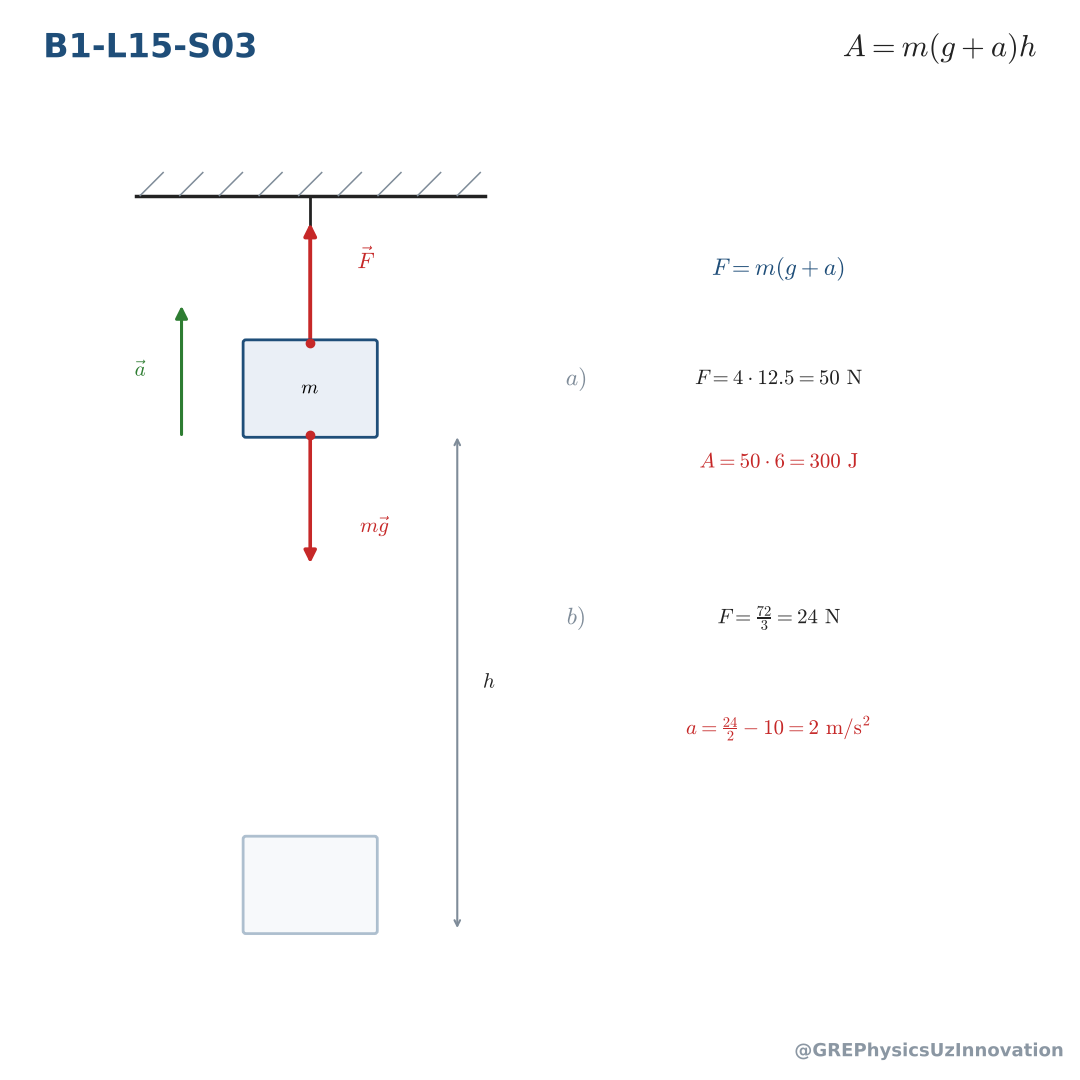 B1-L15-S03
A = m(g + a)h
F⃗
F = m(g + a)
a⃗
m
a)
F = 4 · 12.5 = 50 N
A = 50 · 6 = 300 J
mg⃗
b)
F = 72/3 = 24 N
h
a = 24/2 − 10 = 2 m/s²
@GREPhysicsUzInnovation